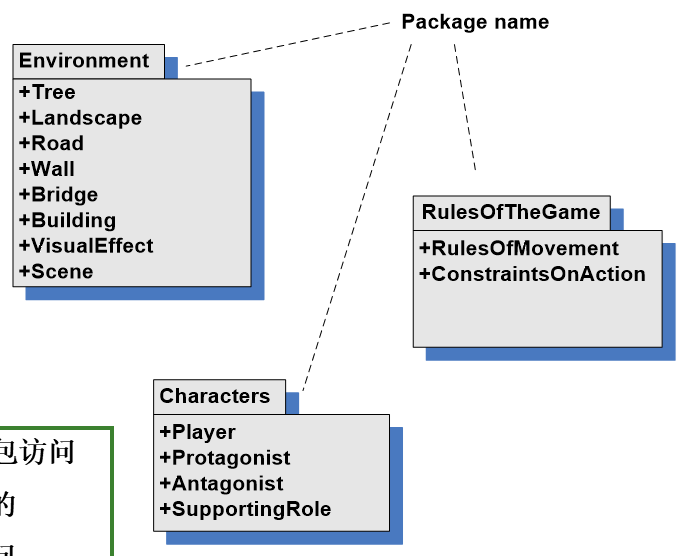 Package name
Environment
+Tree
+Landscape
+Road
+Wall
+Bridge
+Building
+VisualEffect
+Scene
RulesOfTheGame
+RulesOfMovement
+ConstraintsOnAction
Characters
+Player
+Protagonist
+Antagonist
+SupportingRole
包访问
的